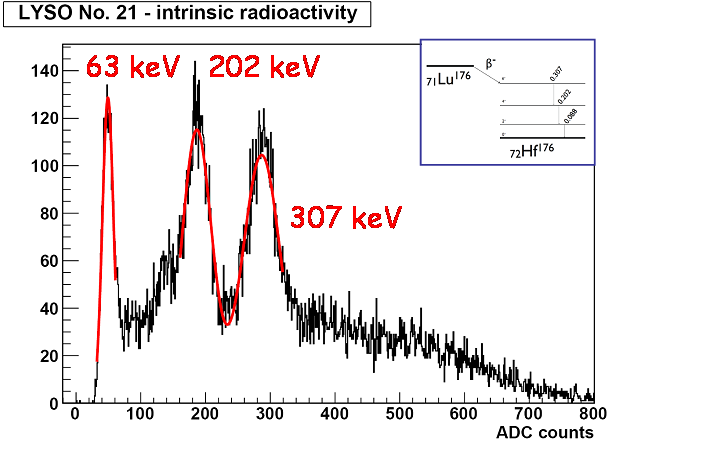 LYSO No. 21 - intrinsic radioactivity
63 keV
202 keV
307 keV
β⁻
₇₁Lu¹⁷⁶
0.307
0.202
0.088
₇₂Hf¹⁷⁶
140
120
100
80
60
40
20
0
0 100 200 300 400 500 600 700 800
ADC counts